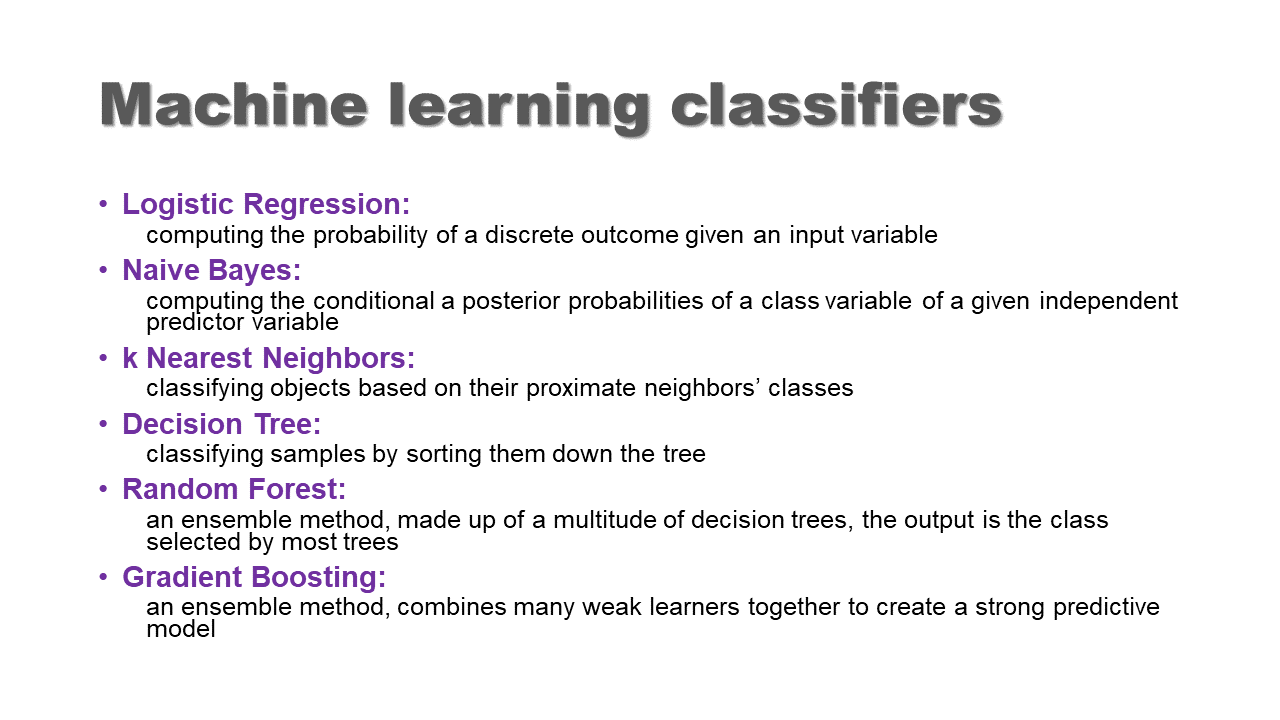 Machine learning classifiers
• Logistic Regression:
computing the probability of a discrete outcome given an input variable
• Naive Bayes:
computing the conditional a posterior probabilities of a class variable of a given independent
predictor variable
• k Nearest Neighbors:
classifying objects based on their proximate neighbors’ classes
• Decision Tree:
classifying samples by sorting them down the tree
• Random Forest:
an ensemble method, made up of a multitude of decision trees, the output is the class
selected by most trees
• Gradient Boosting:
an ensemble method, combines many weak learners together to create a strong predictive
model